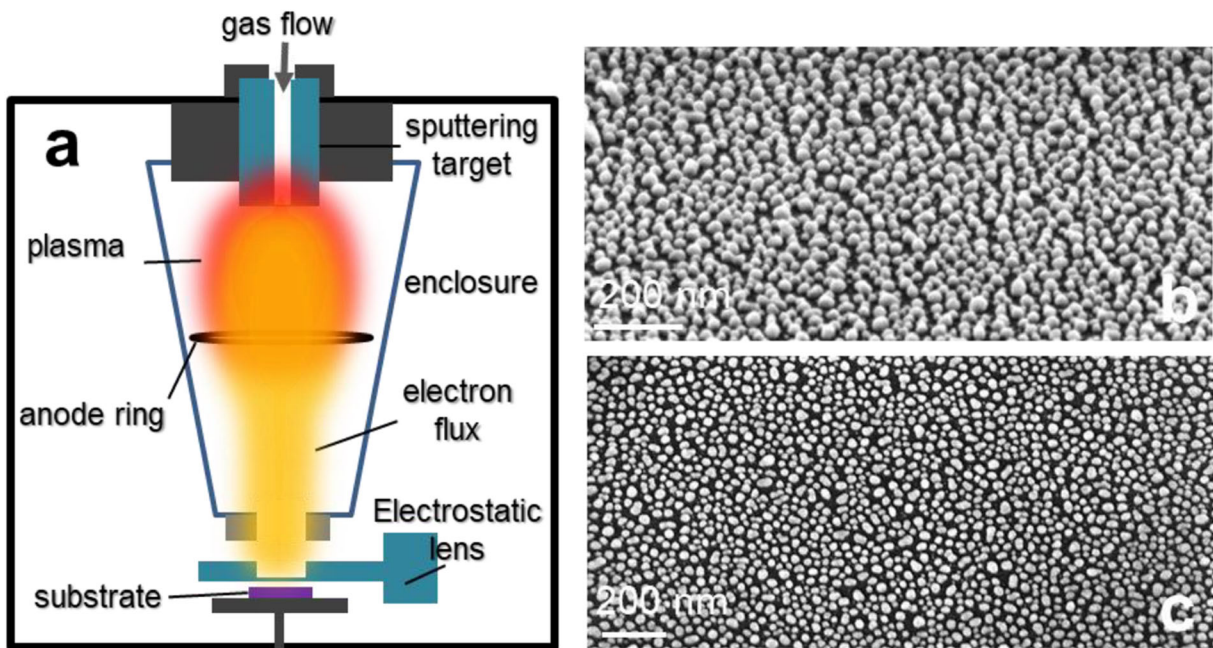 gas flow
a
sputtering
target
plasma
enclosure
anode ring
electron
flux
Electrostatic
lens
substrate
200 nm
b
200 nm
c